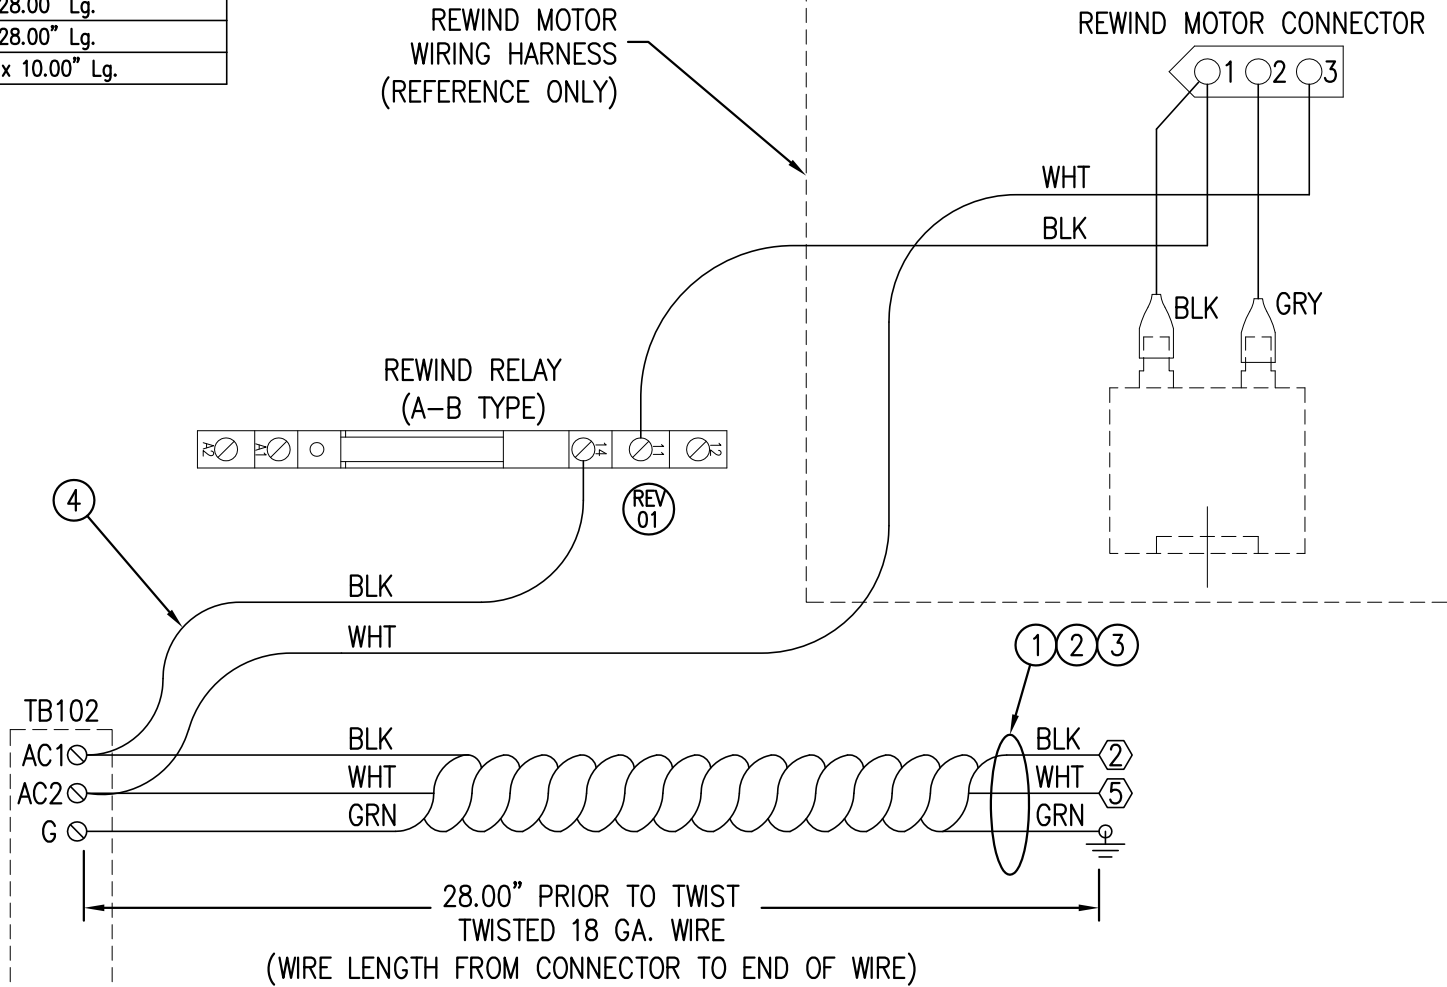 28.00" Lg.
28.00" Lg.
x 10.00" Lg.
REWIND MOTOR
WIRING HARNESS
(REFERENCE ONLY)
REWIND MOTOR CONNECTOR
1 2 3
WHT
BLK
BLK
GRY
REWIND RELAY
(A-B TYPE)
A2 A1 14 11 12
REV
01
4
BLK
WHT
1 2 3
TB102
AC1
BLK
BLK
2
AC2
WHT
WHT
5
G
GRN
GRN
28.00" PRIOR TO TWIST
TWISTED 18 GA. WIRE
(WIRE LENGTH FROM CONNECTOR TO END OF WIRE)